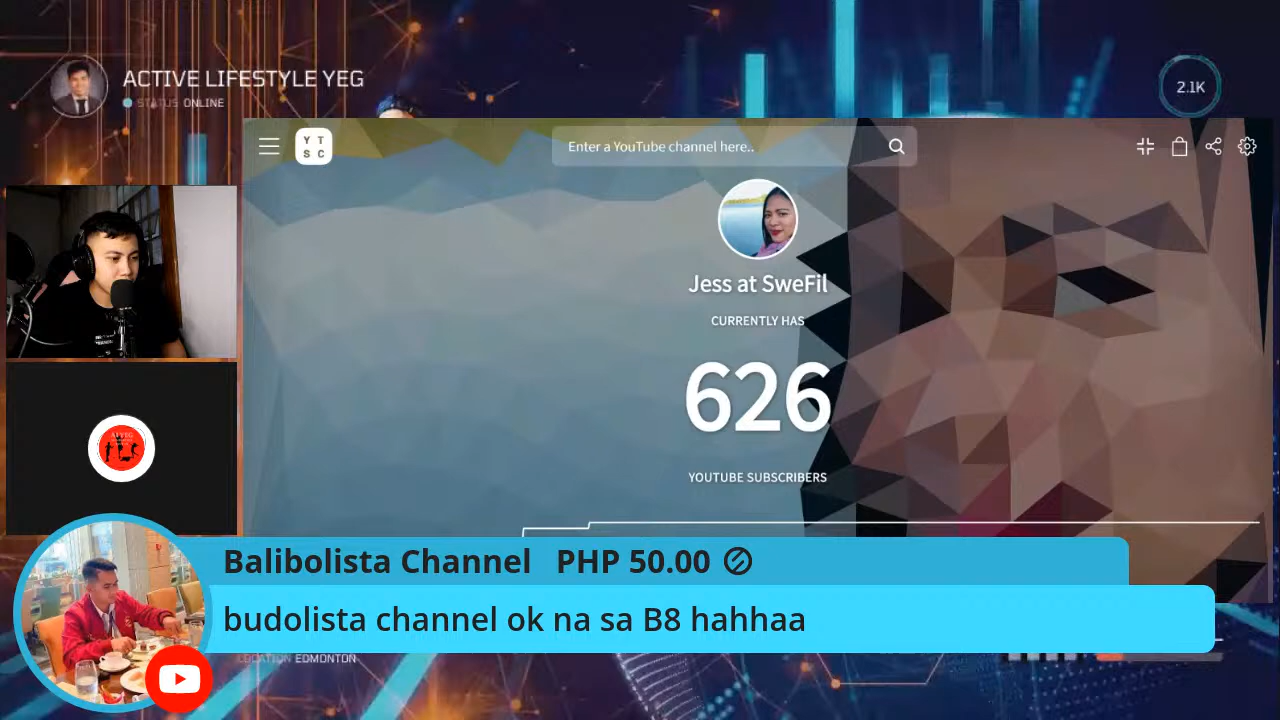 ACTIVE LIFESTYLE YEG
STATUS ONLINE
2.1K
Y T
S C
Enter a YouTube channel here..
Jess at SweFil
CURRENTLY HAS
626
YOUTUBE SUBSCRIBERS
Balibolista Channel PHP 50.00
budolista channel ok na sa B8 hahhaa
LOCATION EDMONTON